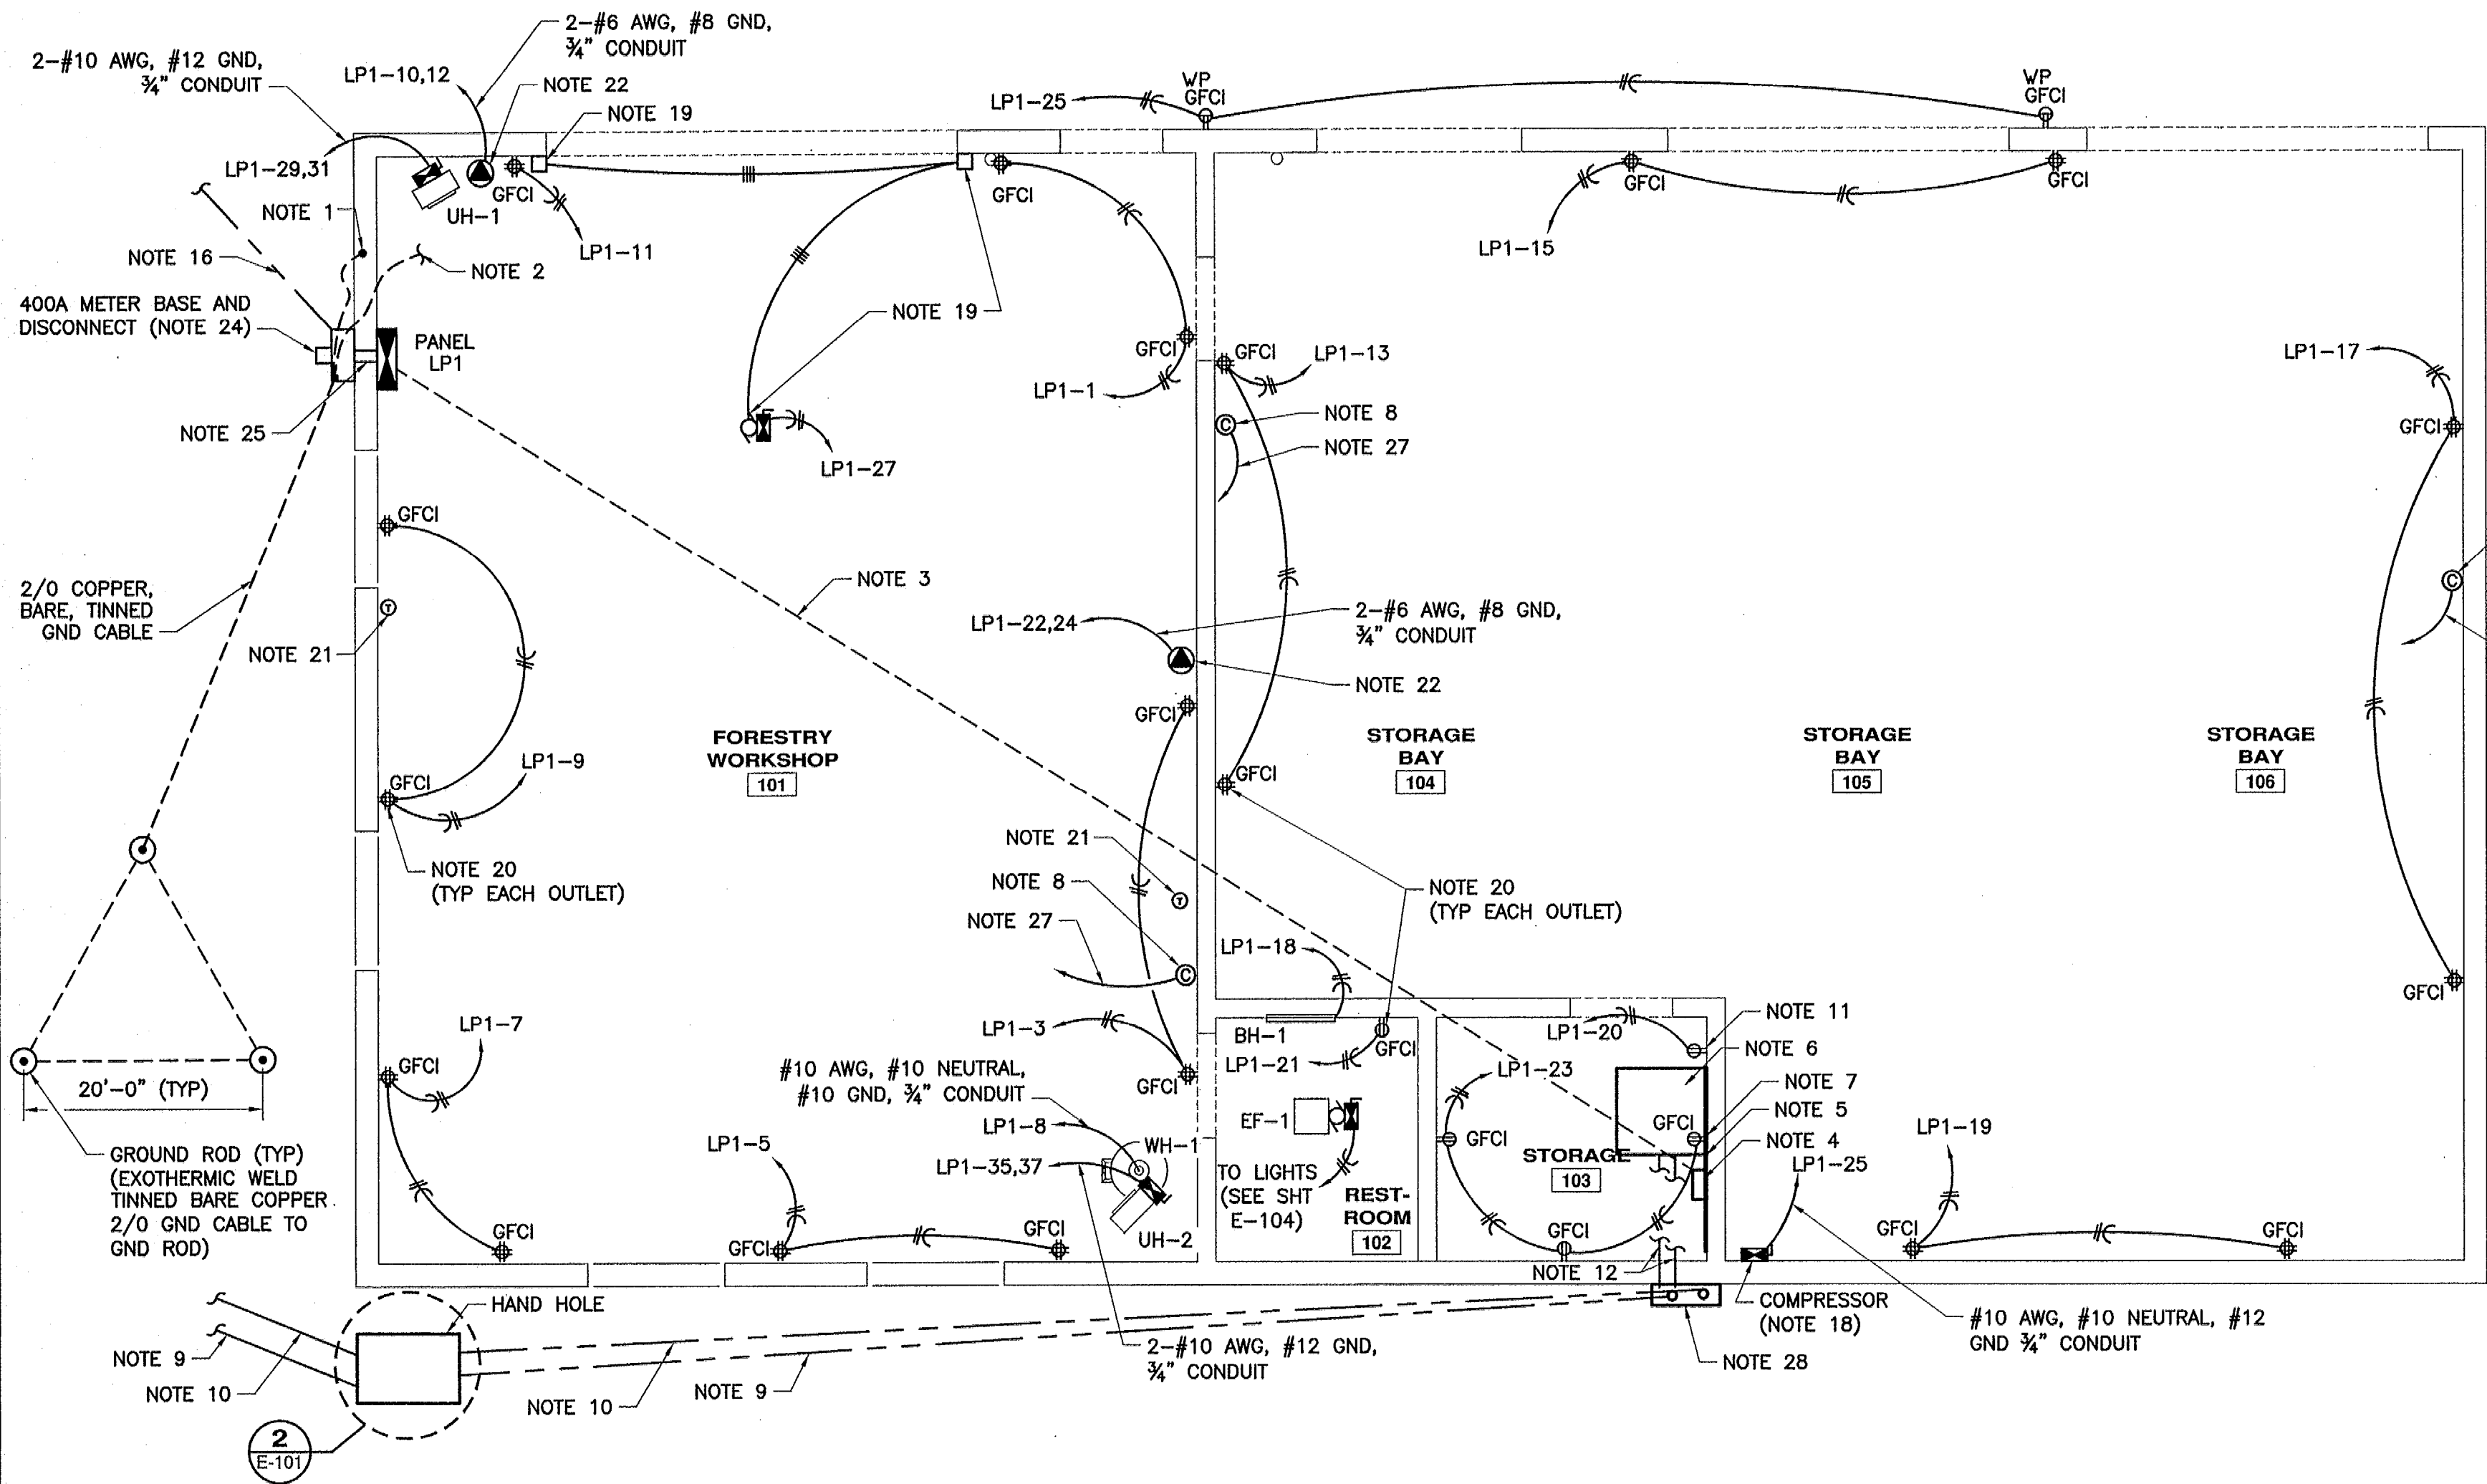 2-#6 AWG, #8 GND,
¾" CONDUIT
2-#10 AWG, #12 GND,
¾" CONDUIT
LP1-10,12
NOTE 22
NOTE 19
LP1-29,31
UH-1
GFCI
LP1-11
NOTE 1
NOTE 2
NOTE 16
400A METER BASE AND
DISCONNECT (NOTE 24)
PANEL
LP1
NOTE 25
LP1-25
WP
GFCI
WP
GFCI
GFCI
GFCI
GFCI
LP1-15
NOTE 19
GFCI
LP1-1
LP1-27
GFCI
LP1-13
NOTE 8
NOTE 27
LP1-17
GFCI
GFCI
2/0 COPPER,
BARE, TINNED
GND CABLE
NOTE 21
NOTE 3
LP1-22,24
2-#6 AWG, #8 GND,
¾" CONDUIT
NOTE 22
GFCI
FORESTRY
WORKSHOP
101
STORAGE
BAY
104
STORAGE
BAY
105
STORAGE
BAY
106
GFCI
LP1-9
GFCI
NOTE 20
(TYP EACH OUTLET)
NOTE 21
NOTE 8
NOTE 27
NOTE 20
(TYP EACH OUTLET)
LP1-18
GFCI
C
C
C
T
T
LP1-7
GFCI
LP1-3
BH-1
LP1-21
GFCI
LP1-20
NOTE 11
NOTE 6
#10 AWG, #10 NEUTRAL,
#10 GND, ¾" CONDUIT
GFCI
LP1-23
NOTE 7
NOTE 5
NOTE 4
GFCI
20'-0" (TYP)
LP1-8
WH-1
LP1-35,37
UH-2
EF-1
GFCI
TO LIGHTS
(SEE SHT
E-104)
REST-
ROOM
102
STORAGE
103
LP1-25
LP1-19
GROUND ROD (TYP)
(EXOTHERMIC WELD
TINNED BARE COPPER
2/0 GND CABLE TO
GND ROD)
LP1-5
GFCI
GFCI
GFCI
GFCI
GFCI
GFCI
NOTE 12
HAND HOLE
COMPRESSOR
(NOTE 18)
#10 AWG, #10 NEUTRAL, #12
GND ¾" CONDUIT
NOTE 9
NOTE 10
NOTE 10
NOTE 9
2-#10 AWG, #12 GND,
¾" CONDUIT
NOTE 28
2
E-101